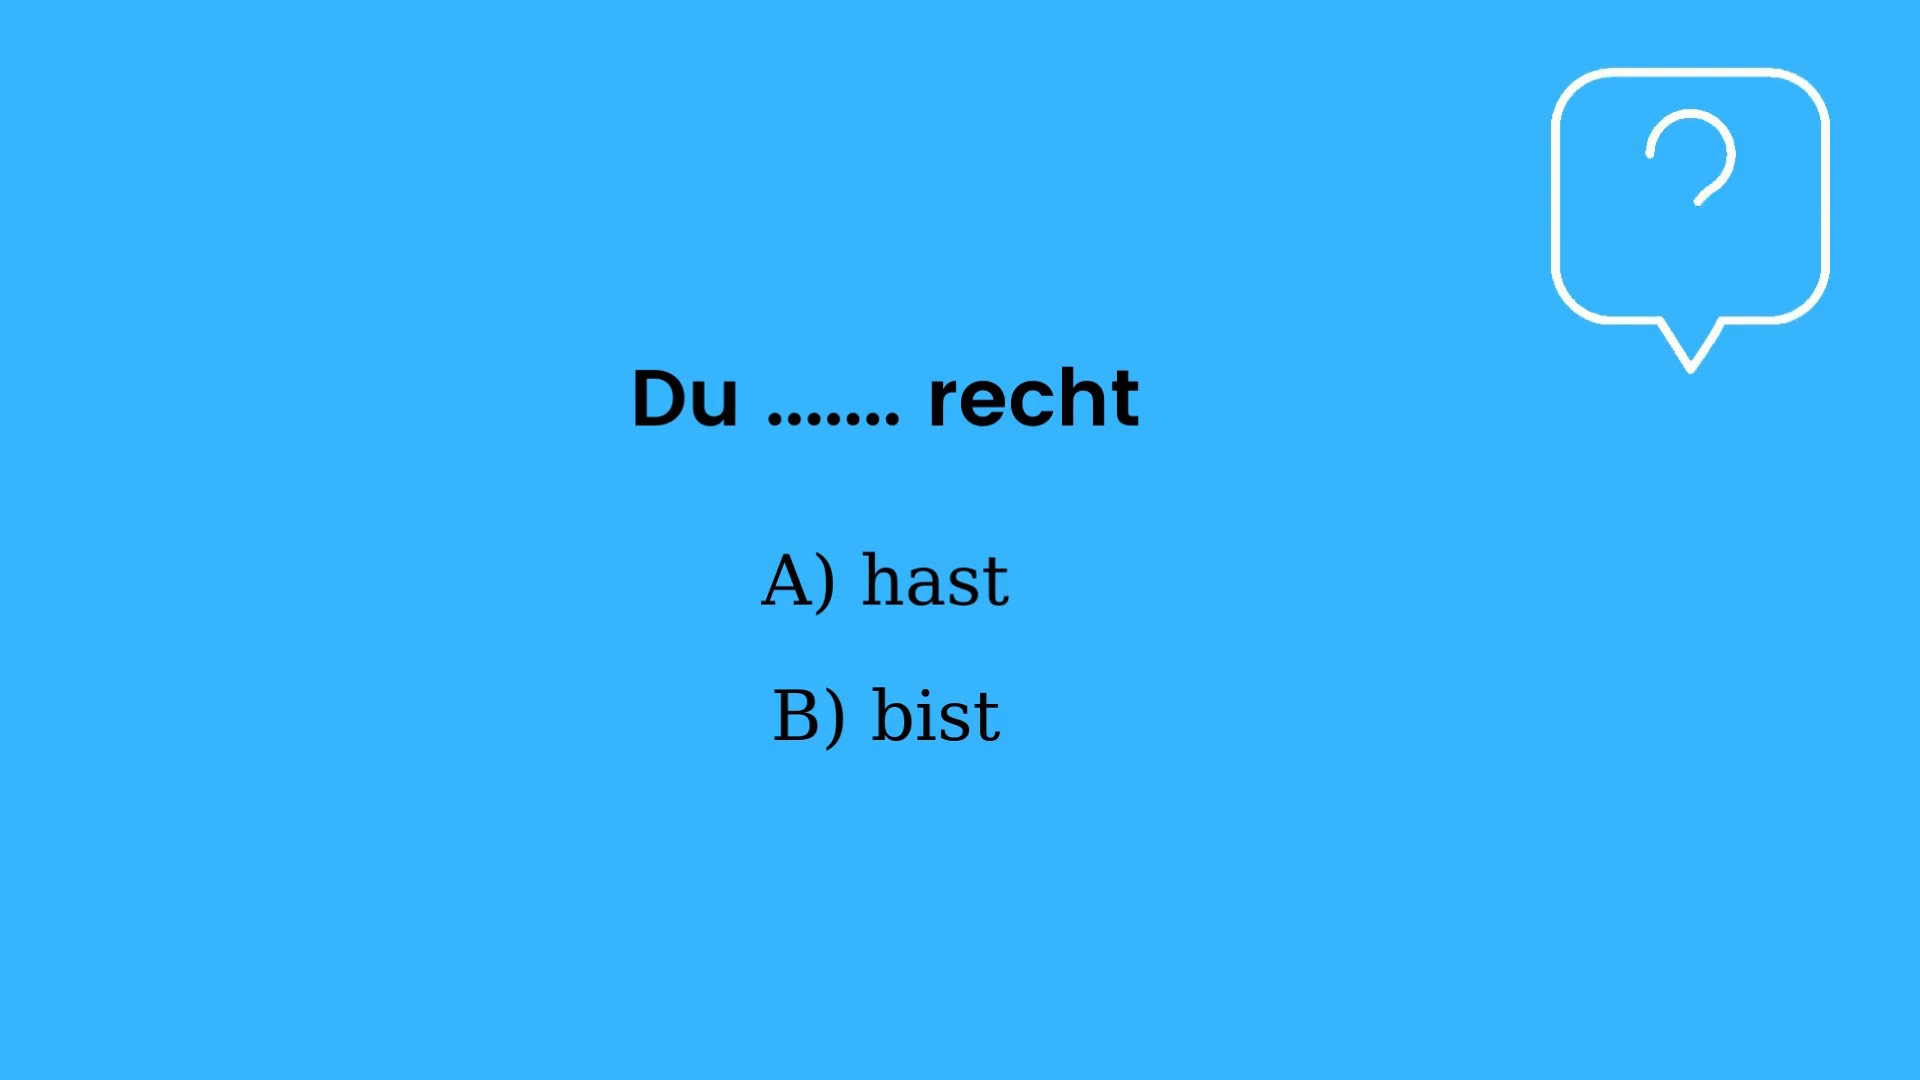 Du ....... recht
A) hast
B) bist